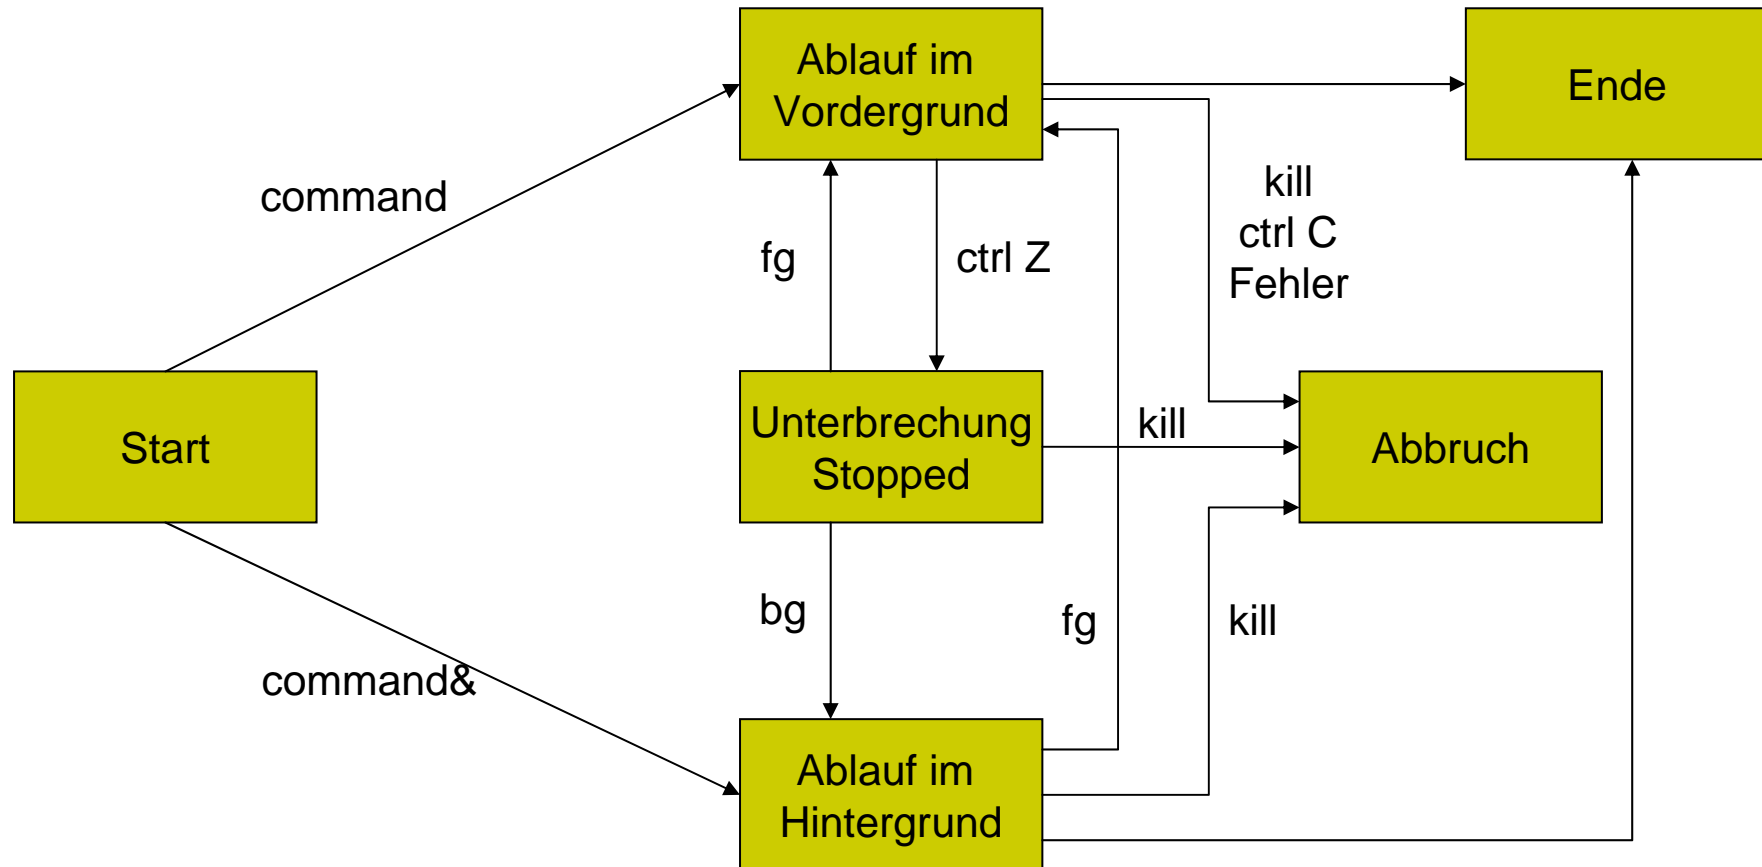 Ablauf im
Vordergrund
Ende
command
fg
ctrl Z
kill
ctrl C
Fehler
Start
Unterbrechung
Stopped
kill
Abbruch
bg
fg
kill
command&
Ablauf im
Hintergrund